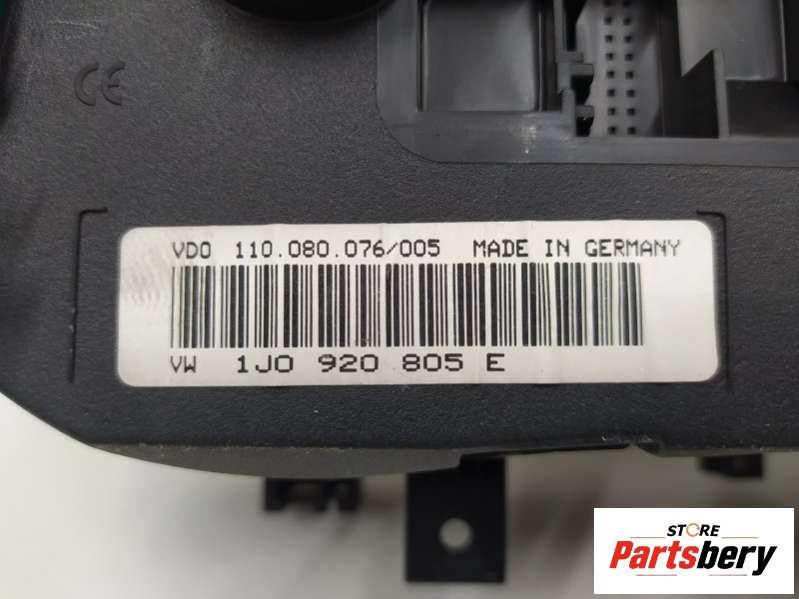 CE
VDO 110.080.076/005 MADE IN GERMANY
VW 1J0 920 805 E
STORE
Partsbery